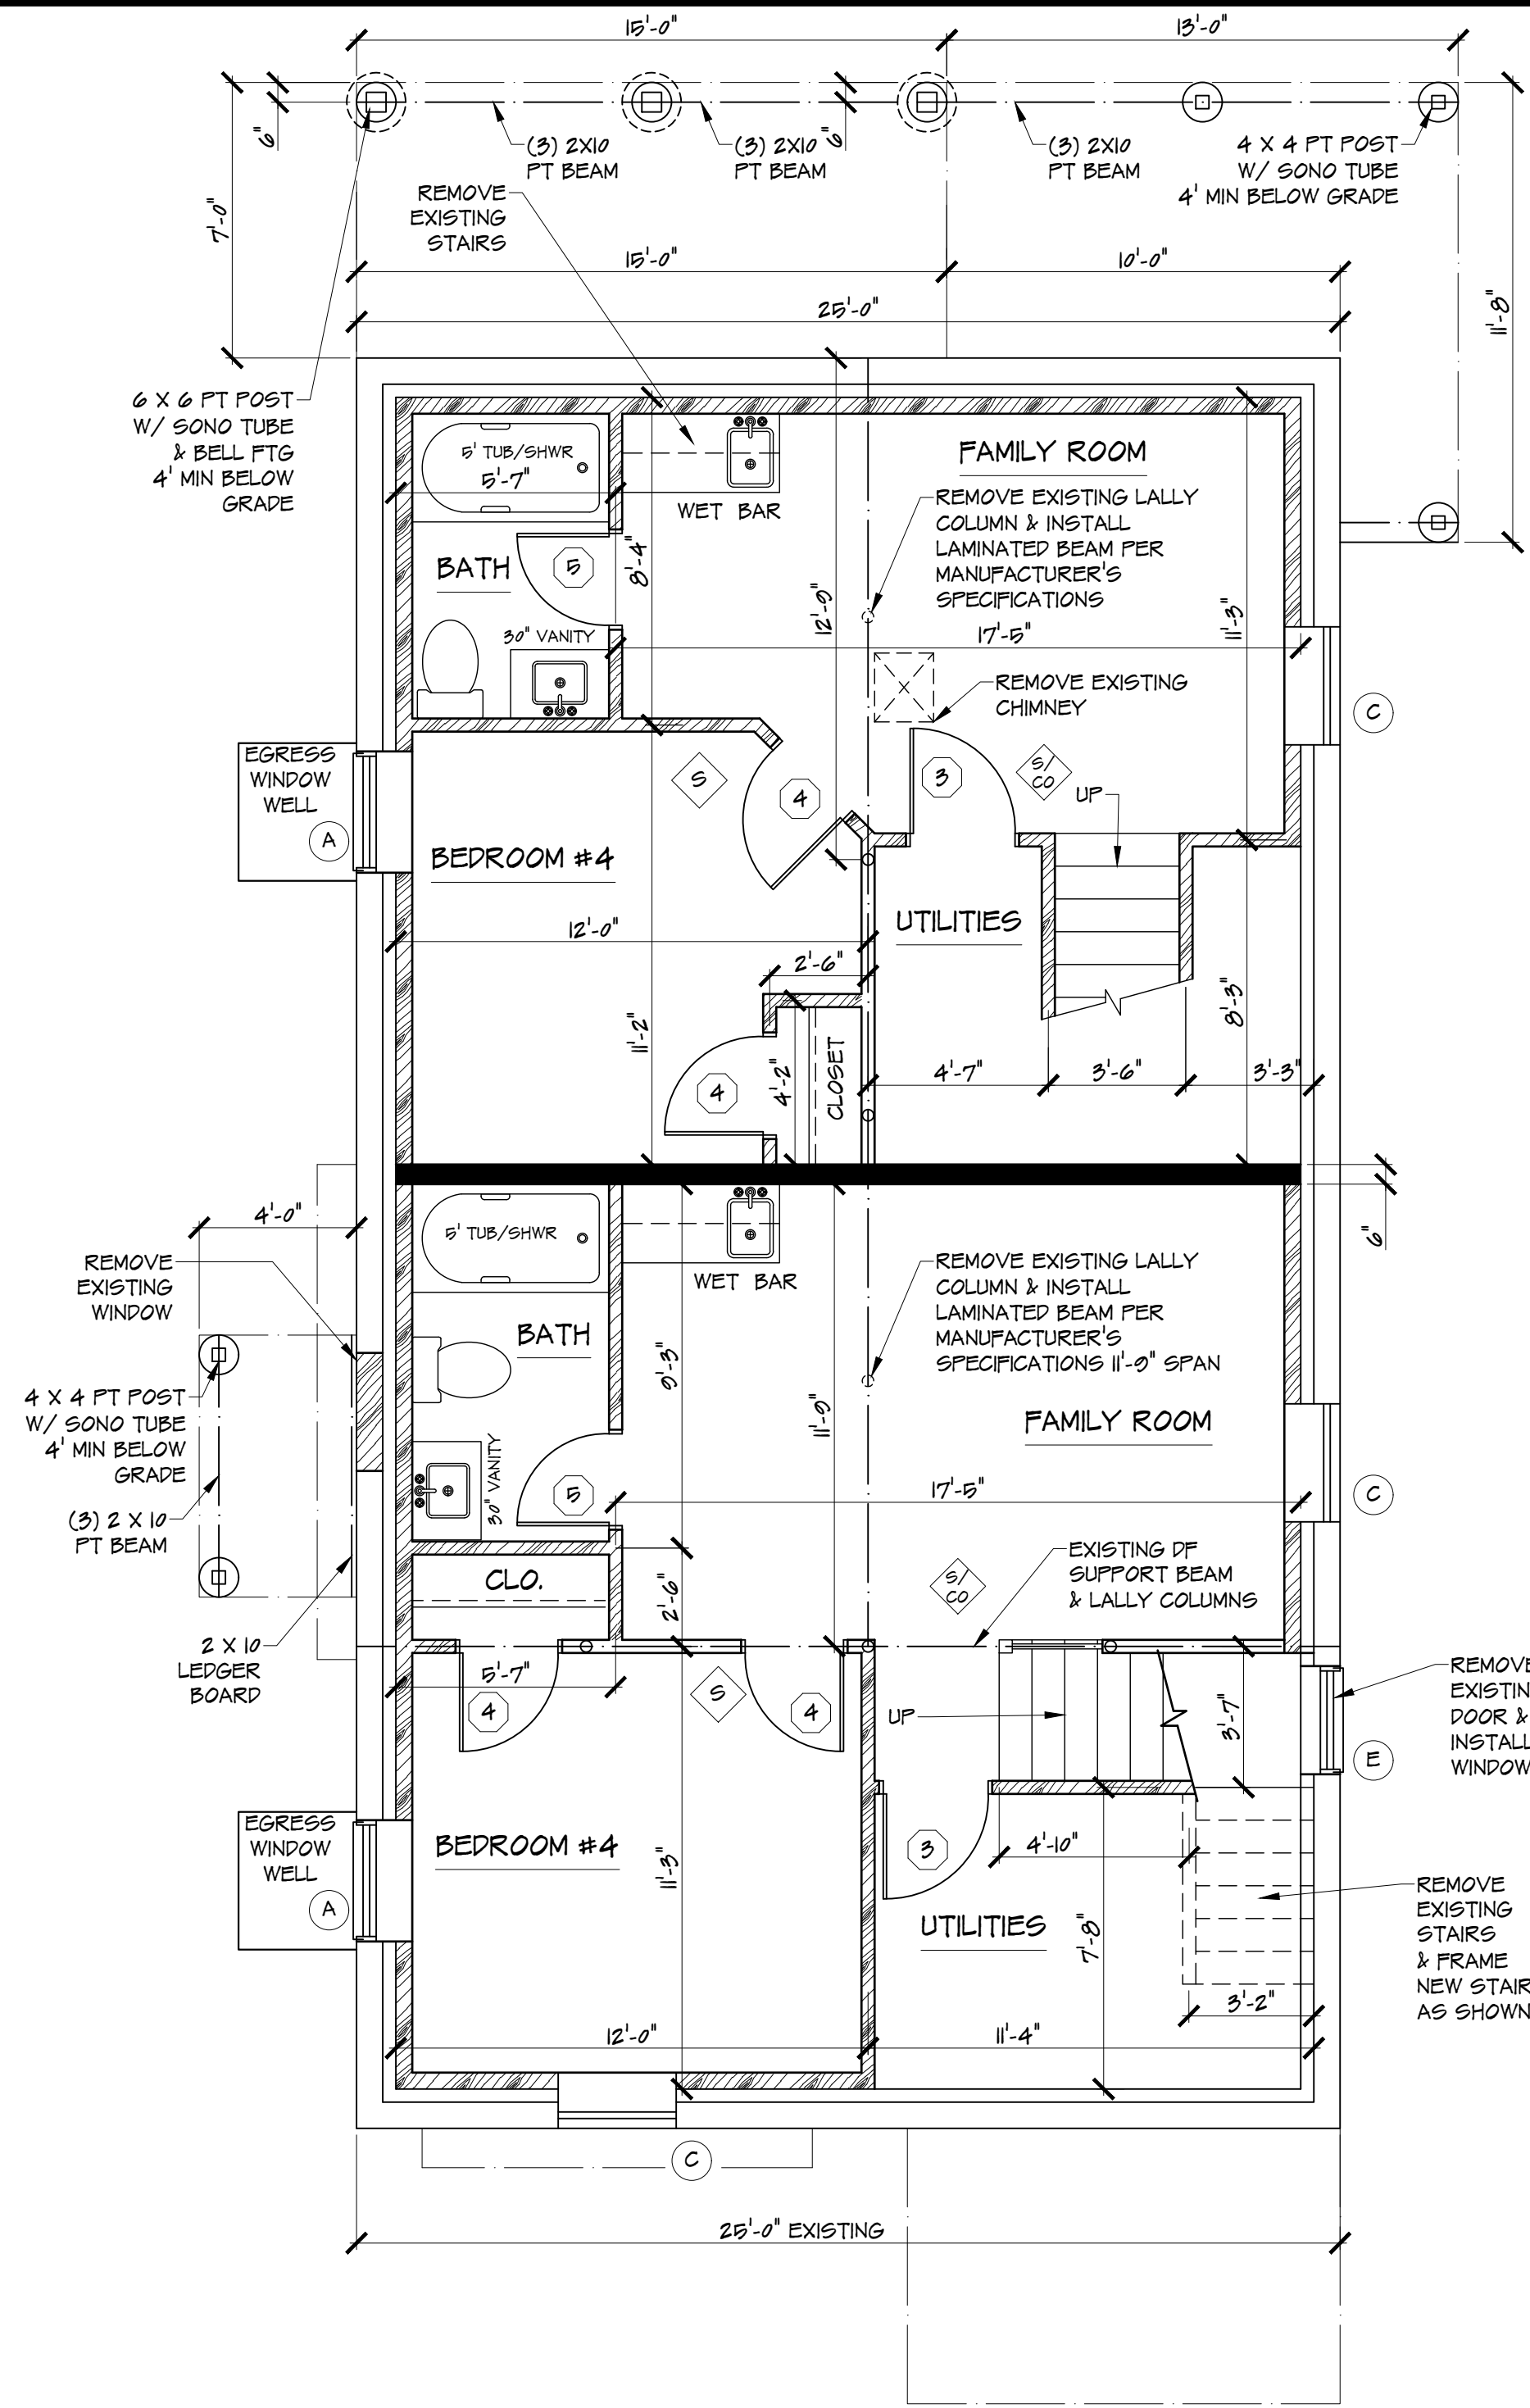 15'-0"
13'-0"
6"
6"
(3) 2X10
PT BEAM
(3) 2X10
PT BEAM
(3) 2X10
PT BEAM
4 X 4 PT POST
W/ SONO TUBE
4' MIN BELOW GRADE
REMOVE
EXISTING
STAIRS
7'-0"
15'-0"
10'-0"
25'-0"
11'-8"
6 X 6 PT POST
W/ SONO TUBE
& BELL FTG
4' MIN BELOW
GRADE
5' TUB/SHWR
5'-7"
WET BAR
FAMILY ROOM
REMOVE EXISTING LALLY
COLUMN & INSTALL
LAMINATED BEAM PER
MANUFACTURER'S
SPECIFICATIONS
BATH
5
8'-4"
12'-9"
11'-3"
30" VANITY
17'-5"
REMOVE EXISTING
CHIMNEY
C
EGRESS
WINDOW
WELL
A
S
4
3
S/
CO
UP
BEDROOM #4
UTILITIES
12'-0"
2'-6"
11'-2"
8'-3"
4
4'-2"
CLOSET
4'-7"
3'-6"
3'-3"
4'-0"
6"
REMOVE
EXISTING
WINDOW
5' TUB/SHWR
WET BAR
REMOVE EXISTING LALLY
COLUMN & INSTALL
LAMINATED BEAM PER
MANUFACTURER'S
SPECIFICATIONS 11'-9" SPAN
BATH
9'-3"
11'-9"
FAMILY ROOM
4 X 4 PT POST
W/ SONO TUBE
4' MIN BELOW
GRADE
(3) 2 X 10
PT BEAM
30" VANITY
5
17'-5"
C
EXISTING DF
SUPPORT BEAM
& LALLY COLUMNS
CLO.
2'-6"
S/
CO
2 X 10
LEDGER
BOARD
5'-7"
4
S
4
UP
3'-7"
REMOVE
EXISTIN
DOOR &
INSTALL
WINDOW
E
EGRESS
WINDOW
WELL
A
BEDROOM #4
11'-3"
3
4'-10"
UTILITIES
7'-8"
REMOVE
EXISTING
STAIRS
& FRAME
NEW STAIR
AS SHOWN
3'-2"
12'-0"
11'-4"
C
25'-0" EXISTING